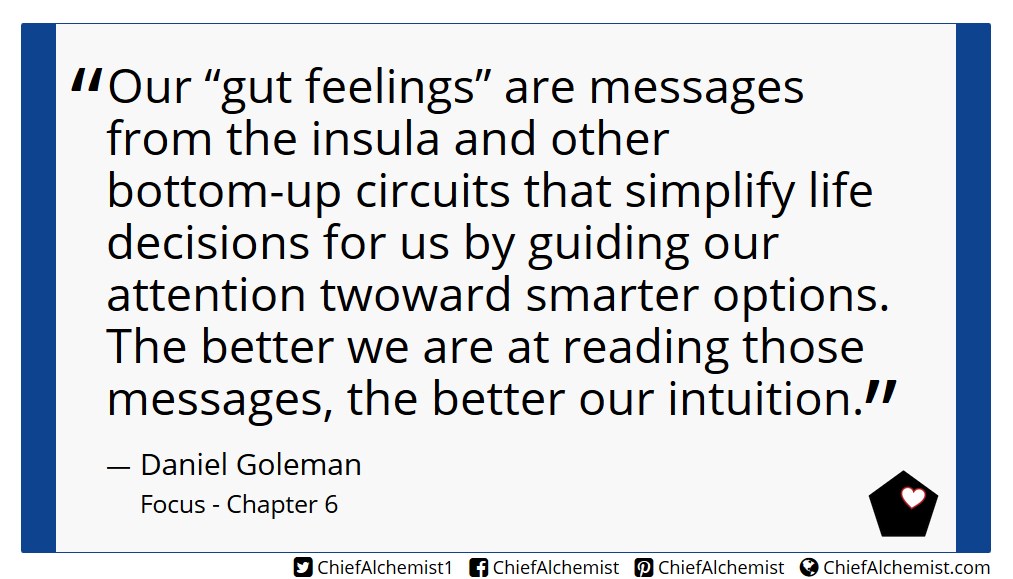 “Our “gut feelings” are messages
from the insula and other
bottom-up circuits that simplify life
decisions for us by guiding our
attention twoward smarter options.
The better we are at reading those
messages, the better our intuition.”
— Daniel Goleman
Focus - Chapter 6
ChiefAlchemist1 ChiefAlchemist ChiefAlchemist ChiefAlchemist.com